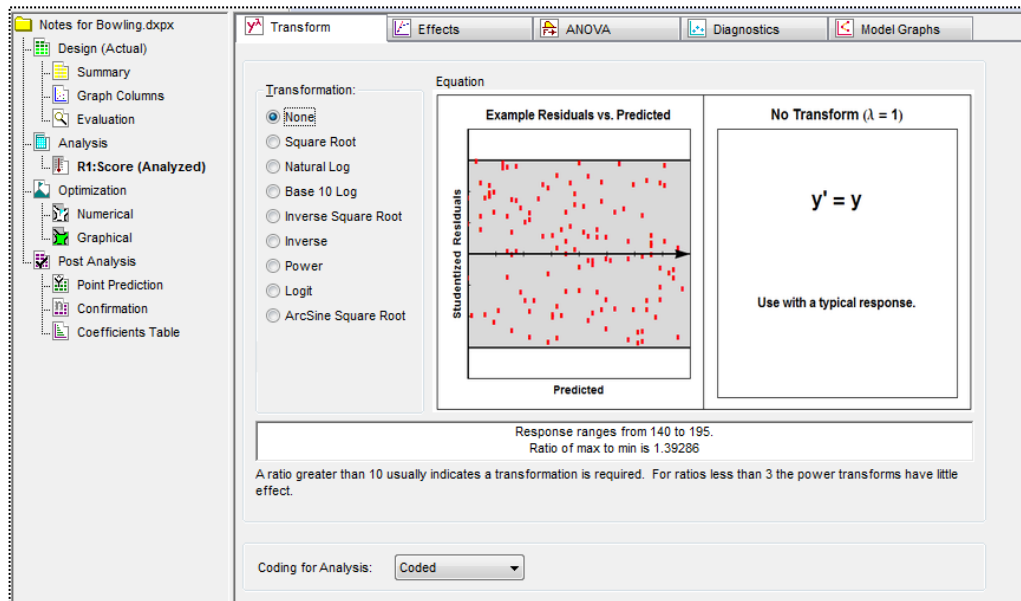 Notes for Bowling.dxpx
Design (Actual)
Summary
Graph Columns
Evaluation
Analysis
R1:Score (Analyzed)
Optimization
Numerical
Graphical
Post Analysis
Point Prediction
Confirmation
Coefficients Table
yλ Transform
Effects
ANOVA
Diagnostics
Model Graphs
Transformation:
None
Square Root
Natural Log
Base 10 Log
Inverse Square Root
Inverse
Power
Logit
ArcSine Square Root
Equation
Example Residuals vs. Predicted
Studentized Residuals
Predicted
No Transform (λ = 1)
y' = y
Use with a typical response.
Response ranges from 140 to 195.
Ratio of max to min is 1.39286
A ratio greater than 10 usually indicates a transformation is required. For ratios less than 3 the power transforms have little
effect.
Coding for Analysis: Coded